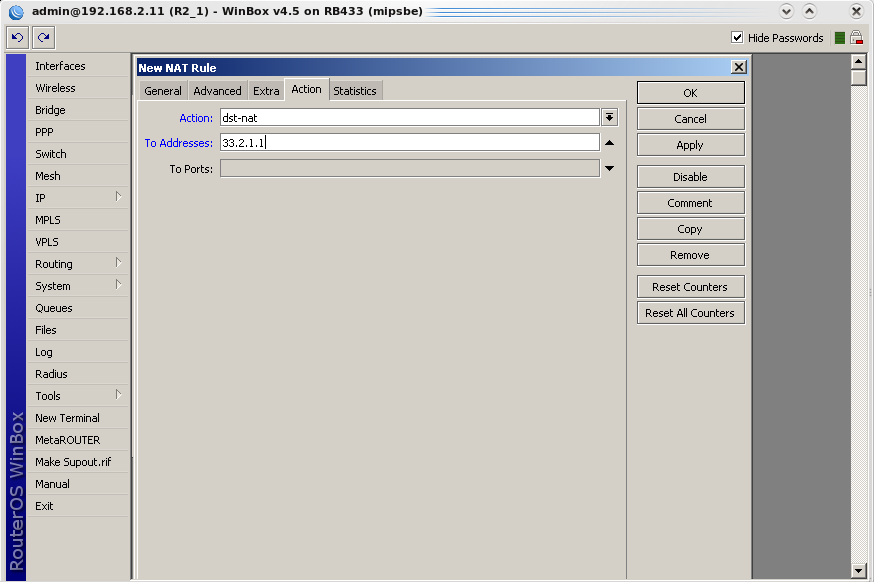 admin@192.168.2.11 (R2_1) - WinBox v4.5 on RB433 (mipsbe)
Hide Passwords
Interfaces
Wireless
Bridge
PPP
Switch
Mesh
IP
MPLS
VPLS
Routing
System
Queues
Files
Log
Radius
Tools
New Terminal
MetaROUTER
Make Supout.rif
Manual
Exit
RouterOS WinBox
New NAT Rule
General Advanced Extra Action Statistics
Action: dst-nat
To Addresses: 33.2.1.1
To Ports:
OK
Cancel
Apply
Disable
Comment
Copy
Remove
Reset Counters
Reset All Counters